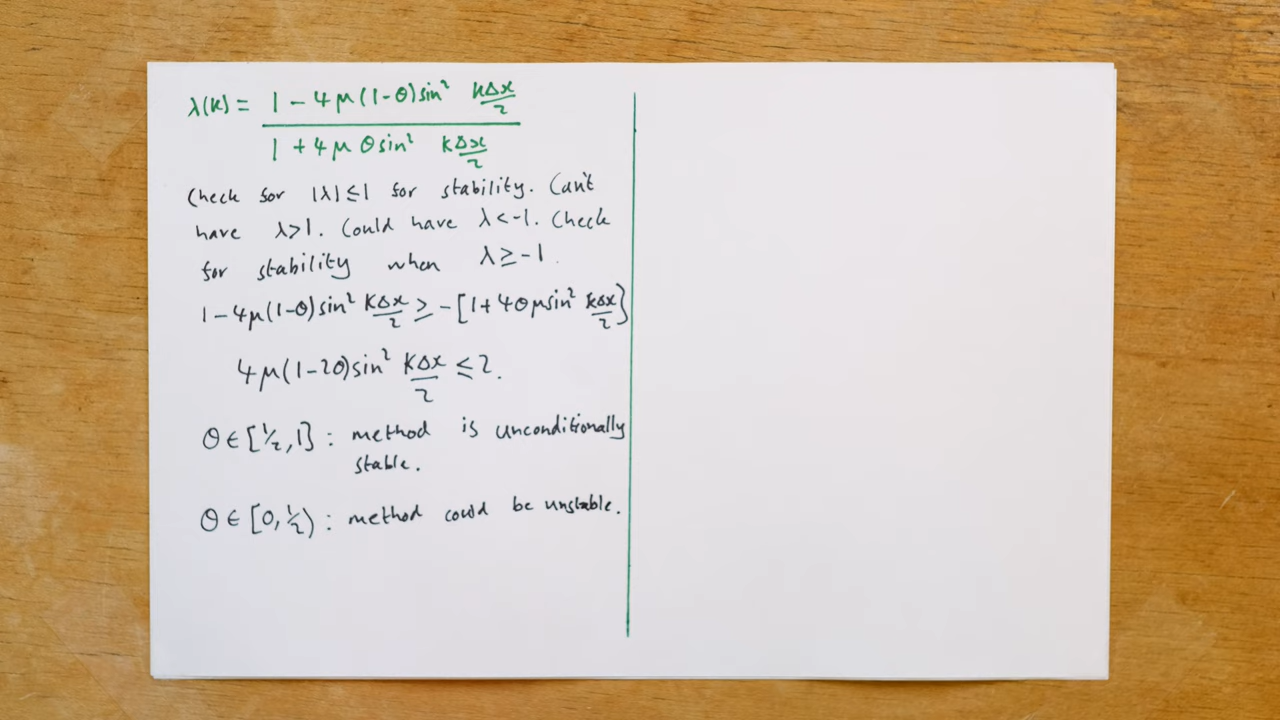 λ(k) = (1 - 4μ(1-θ)sin² kΔx/2) / (1 + 4μθsin² kΔx/2)
Check for |λ| ≤ 1 for stability. Can't
have λ>1. Could have λ<-1. Check
for stability when λ ≥ -1.
1 - 4μ(1-θ)sin² kΔx/2 ≥ -[1 + 4θμsin² kΔx/2]
4μ(1-2θ)sin² kΔx/2 ≤ 2.
θ ∈ [1/2, 1] : method is unconditionally
stable.
θ ∈ [0, 1/2) : method could be unstable.